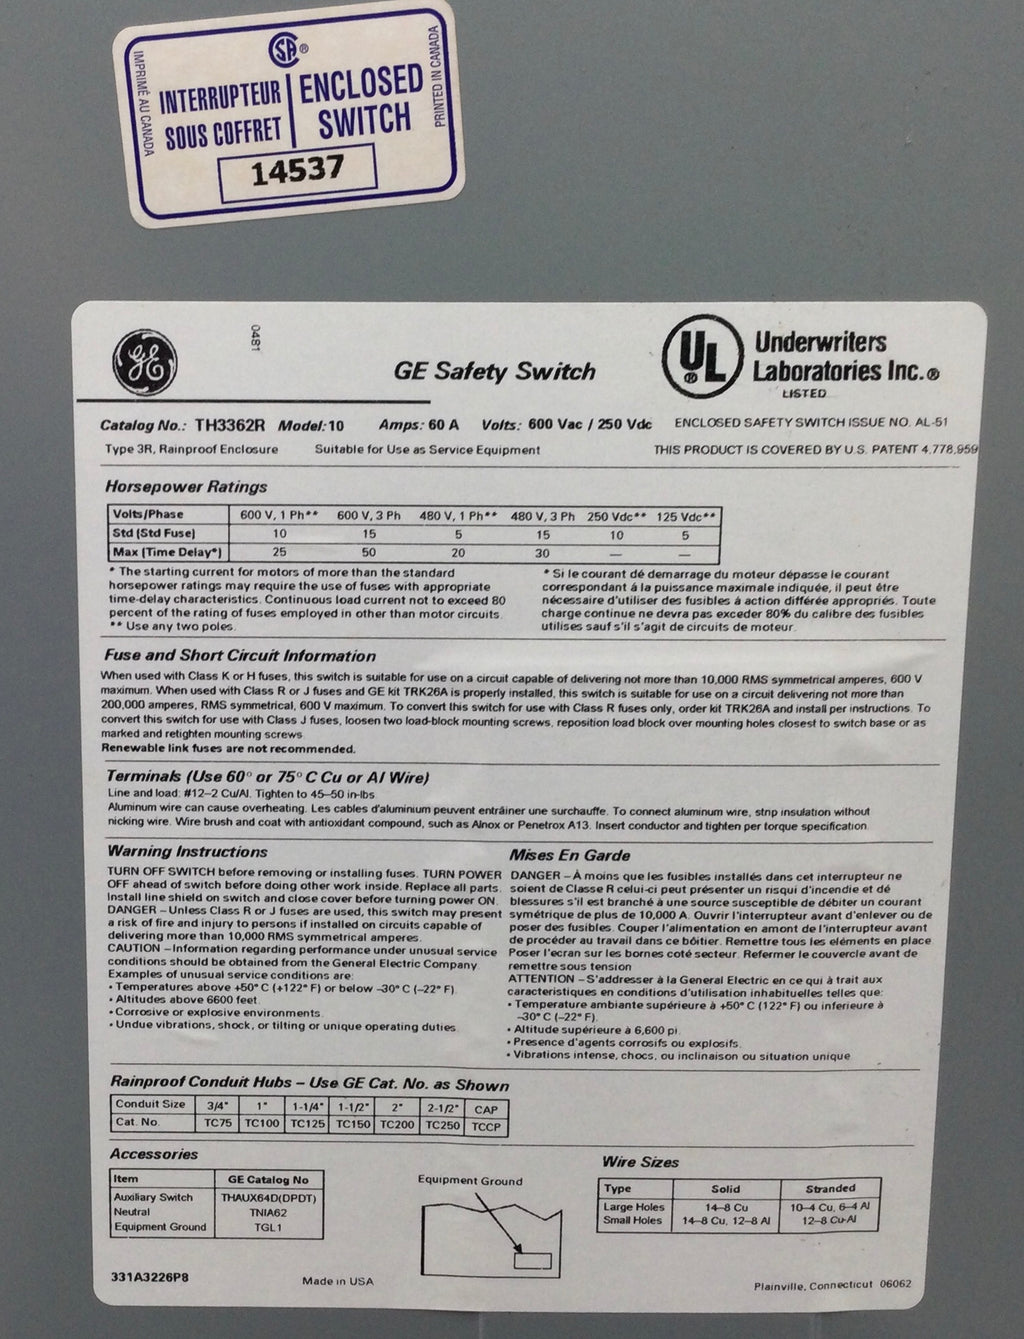 IMPRIMÉ AU CANADA
SA ®
INTERRUPTEUR SOUS COFFRET
ENCLOSED SWITCH
PRINTED IN CANADA
14537
GE
0481
GE Safety Switch
UL ®
Underwriters
Laboratories Inc.®
LISTED
Catalog No.: TH3362R Model: 10 Amps: 60 A Volts: 600 Vac / 250 Vdc ENCLOSED SAFETY SWITCH ISSUE NO. AL-51
Type 3R, Rainproof Enclosure Suitable for Use as Service Equipment THIS PRODUCT IS COVERED BY U.S. PATENT 4,778,959
Horsepower Ratings
Volts/Phase 600 V, 1 Ph** 600 V, 3 Ph 480 V, 1 Ph** 480 V, 3 Ph 250 Vdc** 125 Vdc**
Std (Std Fuse) 10 15 5 15 10 5
Max (Time Delay*) 25 50 20 30 — —
* The starting current for motors of more than the standard
horsepower ratings may require the use of fuses with appropriate
time-delay characteristics. Continuous load current not to exceed 80
percent of the rating of fuses employed in other than motor circuits.
** Use any two poles.
* Si le courant dé demarrage du moteur dépasse le courant
correspondant à la puissance maximale indiquée, il peut être
nécessaire d'utiliser des fusibles à action différée appropriés. Toute
charge continue ne devra pas exceder 80% du calibre des fusibles
utilises sauf s'il s'agit de circuits de moteur.
Fuse and Short Circuit Information
When used with Class K or H fuses, this switch is suitable for use on a circuit capable of delivering not more than 10,000 RMS symmetrical amperes, 600 V
maximum. When used with Class R or J fuses and GE kit TRK26A is properly installed, this switch is suitable for use on a circuit delivering not more than
200,000 amperes, RMS symmetrical, 600 V maximum. To convert this switch for use with Class R fuses only, order kit TRK26A and install per instructions. To
convert this switch for use with Class J fuses, loosen two load-block mounting screws, reposition load block over mounting holes closest to switch base or as
marked and retighten mounting screws.
Renewable link fuses are not recommended.
Terminals (Use 60° or 75° C Cu or Al Wire)
Line and load: #12–2 Cu/Al. Tighten to 45–50 in-lbs.
Aluminum wire can cause overheating. Les cables d'aluminium peuvent entrâiner une surchauffe. To connect aluminum wire, strip insulation without
nicking wire. Wire brush and coat with antioxidant compound, such as Alnox or Penetrox A13. Insert conductor and tighten per torque specification.
Warning Instructions
TURN OFF SWITCH before removing or installing fuses. TURN POWER
OFF ahead of switch before doing other work inside. Replace all parts.
Install line shield on switch and close cover before turning power ON.
DANGER – Unless Class R or J fuses are used, this switch may present
a risk of fire and injury to persons if installed on circuits capable of
delivering more than 10,000 RMS symmetrical amperes.
CAUTION – Information regarding performance under unusual service
conditions should be obtained from the General Electric Company.
Examples of unusual service conditions are:
• Temperatures above +50° C (+122° F) or below –30° C (–22° F).
• Altitudes above 6600 feet.
• Corrosive or explosive environments.
• Undue vibrations, shock, or tilting or unique operating duties.
Mises En Garde
DANGER – À moins que les fusibles installés dans cet interrupteur ne
soient de Classe R celui-ci peut présenter un risqui d'incendie et dé
blessures s'il est branché à une source susceptible de débiter un courant
symétrique de plus de 10,000 A. Ouvrir l'interrupteur avant d'enlever ou de
poser des fusibles. Couper l'alimentation en amont de l'interrupteur avant
de procéder au travail dans ce bôitier. Remettre tous les eléments en place.
Poser l'ecran sur les bornes coté secteur. Refermer le couvercle avant de
remettre sous tension.
ATTENTION – S'addresser à la General Electric en ce qui à trait aux
caractéristiques en conditions d'utilisation inhabituelles telles que:
• Temperature ambiante supérieure à +50° C (122° F) ou inferieure à
–30° C (–22° F).
• Altitude supérieure à 6,600 pi.
• Presence d'agents corrosifs ou explosifs.
• Vibrations intense, chocs, ou inclinaison ou situation unique.
Rainproof Conduit Hubs – Use GE Cat. No. as Shown
Conduit Size 3/4" 1" 1-1/4" 1-1/2" 2" 2-1/2" CAP
Cat. No. TC75 TC100 TC125 TC150 TC200 TC250 TCCP
Accessories
Item GE Catalog No
Auxiliary Switch THAUX64D(DPDT)
Neutral TNIA62
Equipment Ground TGL1
Equipment Ground
Wire Sizes
Type Solid Stranded
Large Holes 14–8 Cu 10–4 Cu, 6–4 Al
Small Holes 14–8 Cu, 12–8 Al 12–8 Cu-Al
331A3226P8 Made in USA Plainville, Connecticut 06062